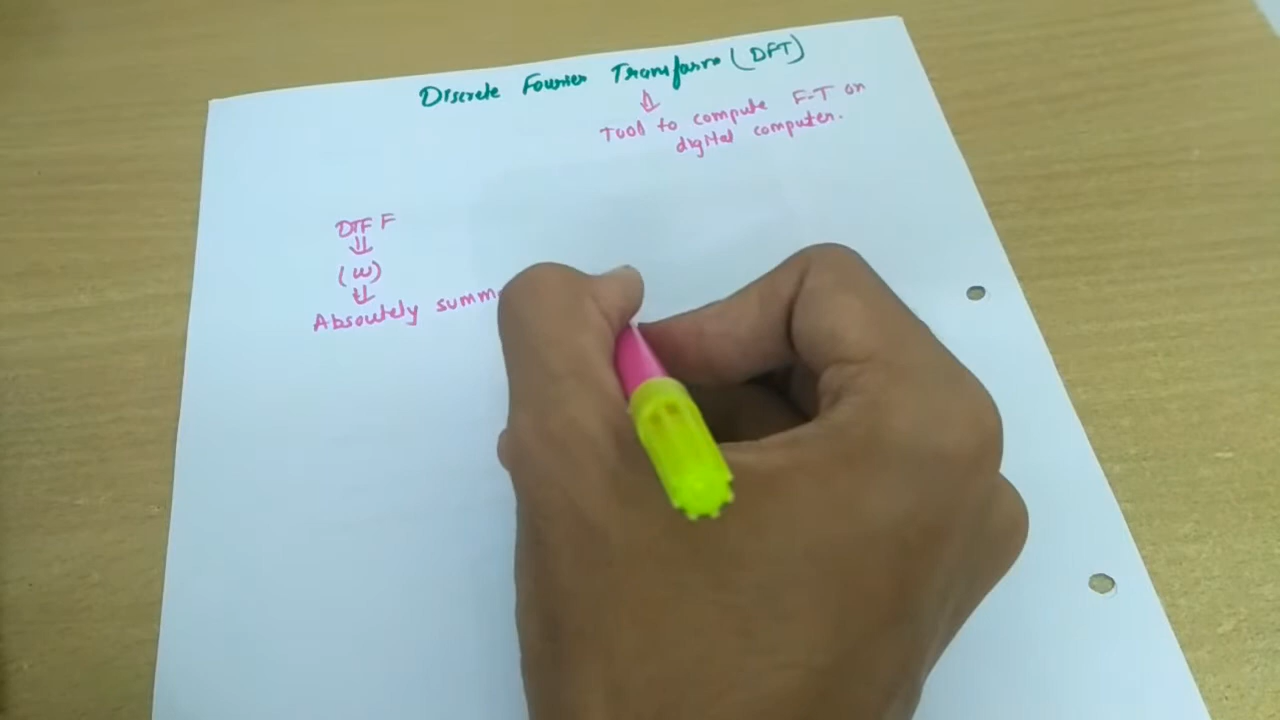 Discrete Fourier Transform (DFT)
Tool to compute F-T on
digital computer.
DTF F
(w)
Absoutely summ